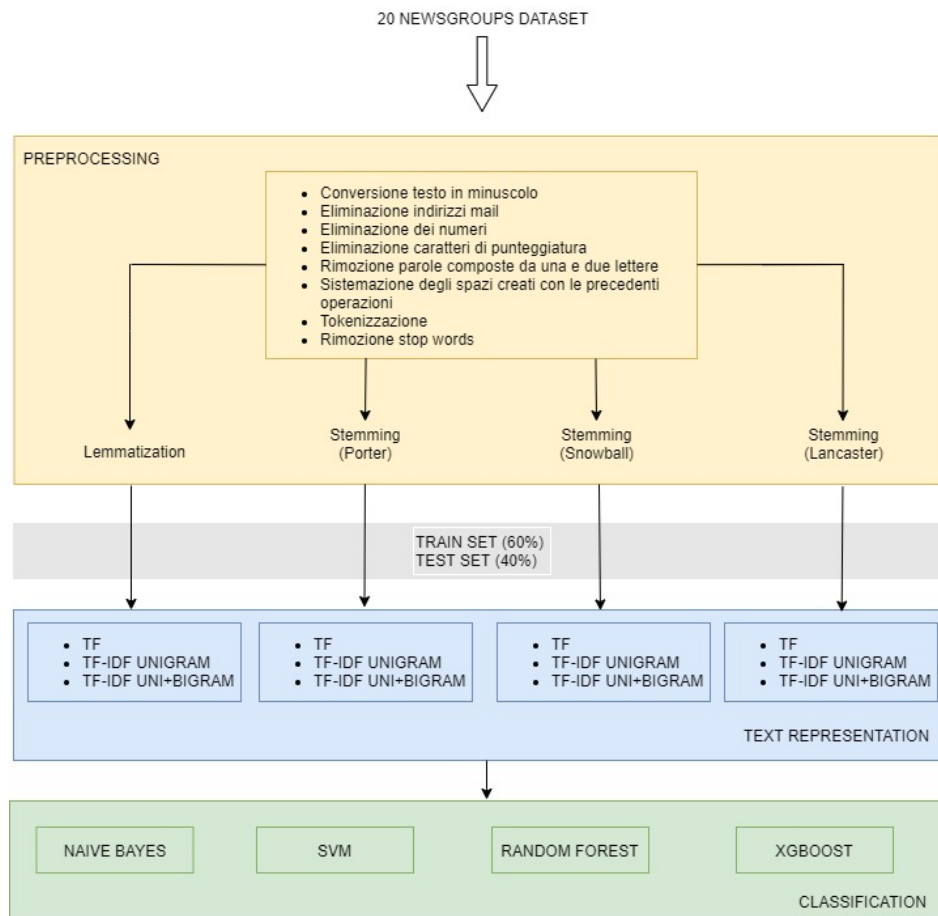 20 NEWSGROUPS DATASET
PREPROCESSING
• Conversione testo in minuscolo
• Eliminazione indirizzi mail
• Eliminazione dei numeri
• Eliminazione caratteri di punteggiatura
• Rimozione parole composte da una e due lettere
• Sistemazione degli spazi creati con le precedenti
operazioni
• Tokenizzazione
• Rimozione stop words
Lemmatization
Stemming
(Porter)
Stemming
(Snowball)
Stemming
(Lancaster)
TRAIN SET (60%)
TEST SET (40%)
• TF
• TF-IDF UNIGRAM
• TF-IDF UNI+BIGRAM
• TF
• TF-IDF UNIGRAM
• TF-IDF UNI+BIGRAM
• TF
• TF-IDF UNIGRAM
• TF-IDF UNI+BIGRAM
• TF
• TF-IDF UNIGRAM
• TF-IDF UNI+BIGRAM
TEXT REPRESENTATION
NAIVE BAYES
SVM
RANDOM FOREST
XGBOOST
CLASSIFICATION